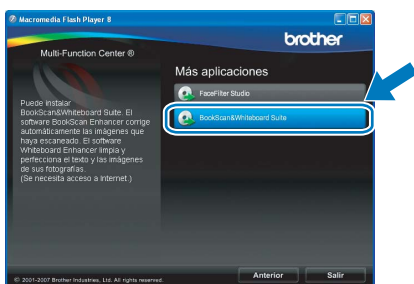 Macromedia Flash Player 8
brother
Multi-Function Center ®
Más aplicaciones
FaceFilter Studio
BookScan&Whiteboard Suite
Puede instalar
BookScan&Whiteboard Suite. El
software BookScan Enhancer corrige
automáticamente las imágenes que
haya escaneado. El software
Whiteboard Enhancer limpia y
perfecciona el texto y las imágenes
de sus fotografías.
(Se necesita acceso a Internet.)
© 2001-2007 Brother Industries, Ltd. All rights reserved.
Anterior
Salir